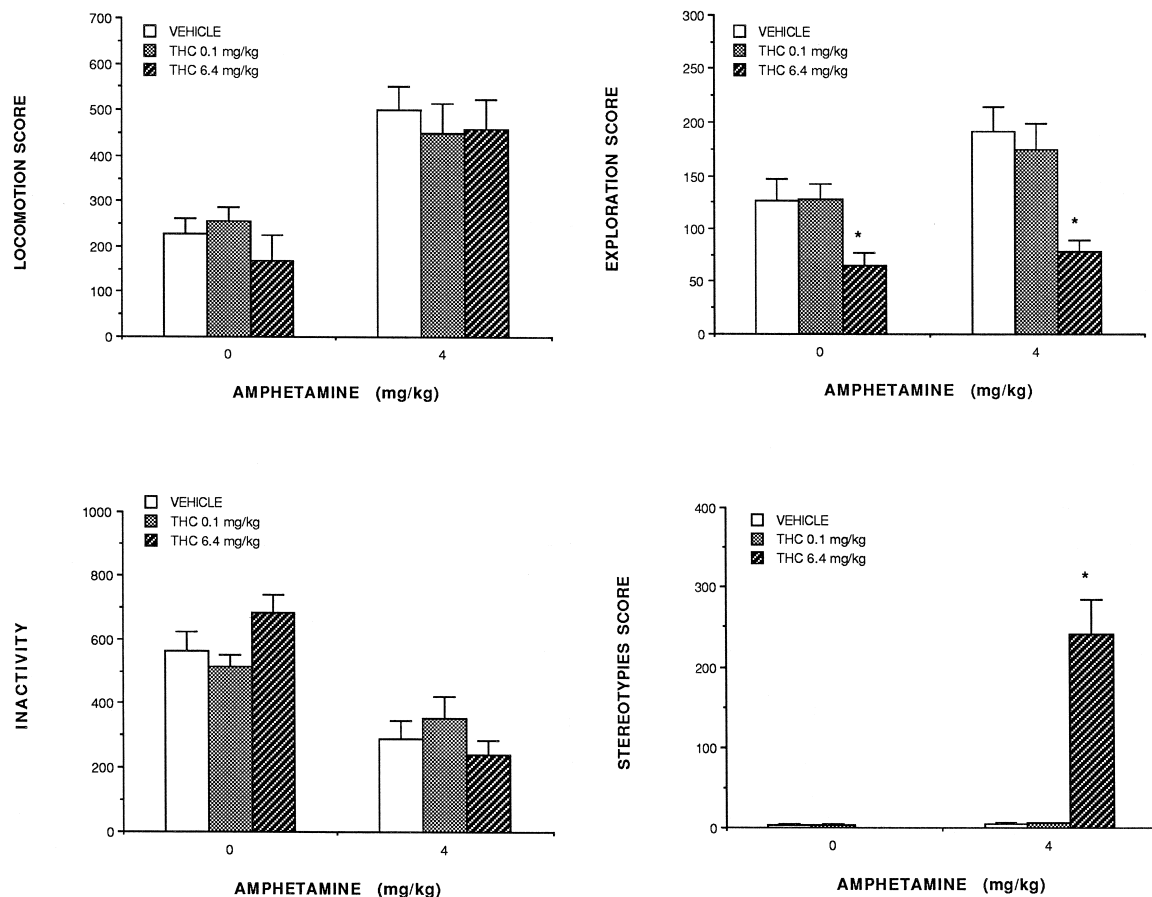 LOCOMOTION SCORE
700
600
500
400
300
200
100
0
VEHICLE
THC 0.1 mg/kg
THC 6.4 mg/kg
0
4
AMPHETAMINE (mg/kg)
EXPLORATION SCORE
300
250
200
150
100
50
0
VEHICLE
THC 0.1 mg/kg
THC 6.4 mg/kg
*
*
0
4
AMPHETAMINE (mg/kg)
INACTIVITY
1000
800
600
400
200
0
VEHICLE
THC 0.1 mg/kg
THC 6.4 mg/kg
0
4
AMPHETAMINE (mg/kg)
STEREOTYPIES SCORE
400
300
200
100
0
VEHICLE
THC 0.1 mg/kg
THC 6.4 mg/kg
*
0
4
AMPHETAMINE (mg/kg)